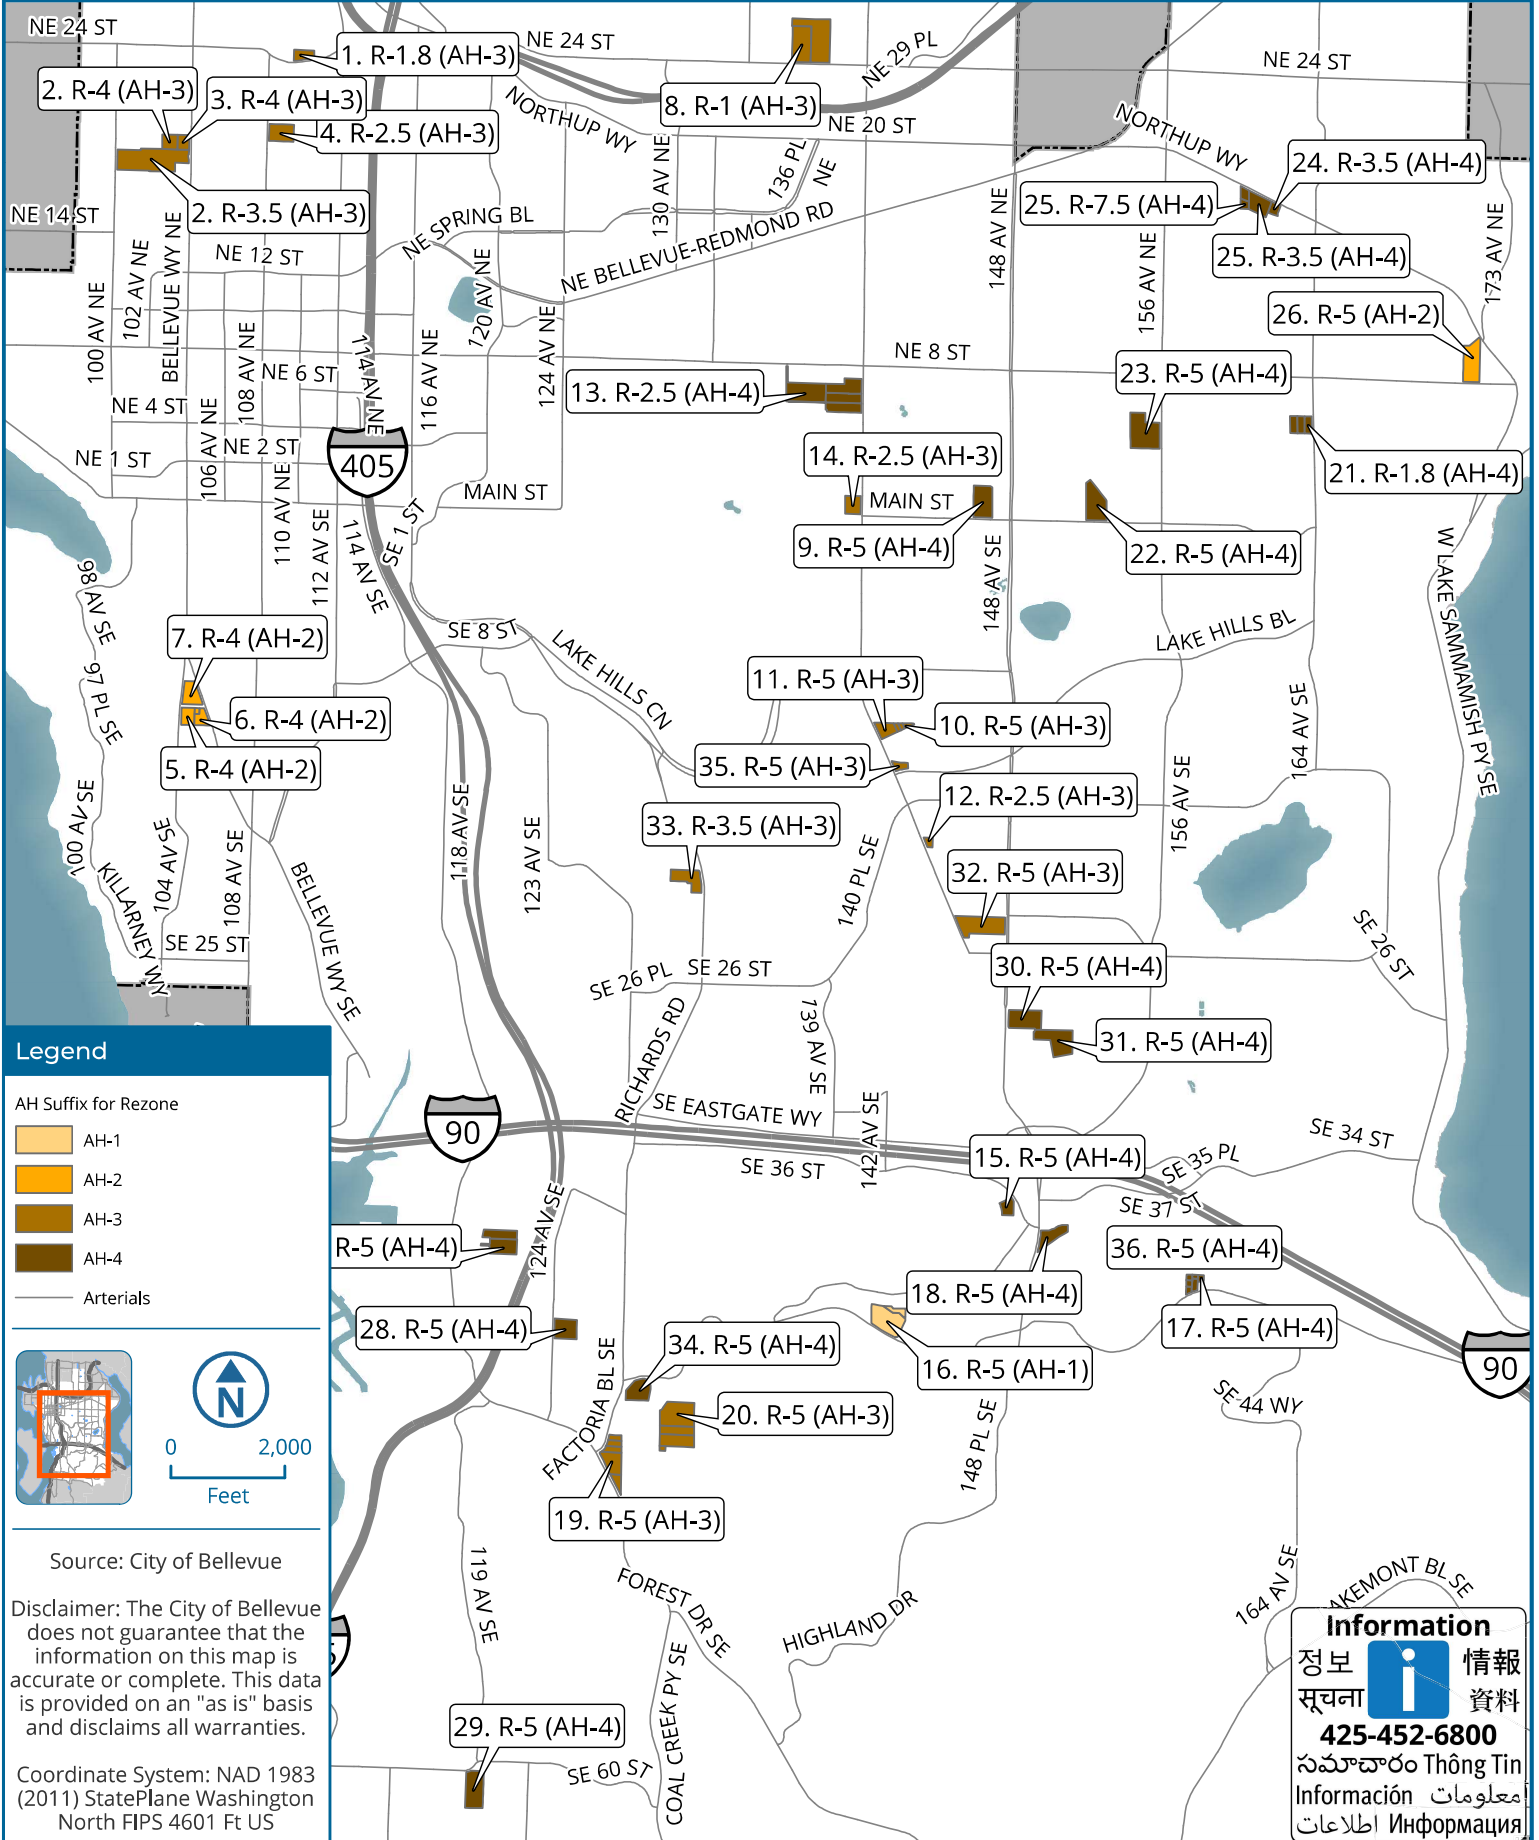 NE 24 ST
NE 24 ST
NE 29 PL
NE 24 ST
1. R-1.8 (AH-3)
2. R-4 (AH-3)
3. R-4 (AH-3)
4. R-2.5 (AH-3)
8. R-1 (AH-3)
NORTHUP WY
NE 20 ST
NORTHUP WY
130 AV NE
136 PL NE
24. R-3.5 (AH-4)
25. R-7.5 (AH-4)
2. R-3.5 (AH-3)
NE 14 ST
NE SPRING BL
NE 12 ST
NE BELLEVUE-REDMOND RD
25. R-3.5 (AH-4)
148 AV NE
156 AV NE
173 AV NE
100 AV NE
102 AV NE
BELLEVUE WY NE
108 AV NE
114 AV NE
116 AV NE
120 AV NE
124 AV NE
26. R-5 (AH-2)
NE 8 ST
NE 6 ST
23. R-5 (AH-4)
13. R-2.5 (AH-4)
NE 4 ST
NE 2 ST
NE 1 ST
106 AV NE
110 AV NE
405
14. R-2.5 (AH-3)
21. R-1.8 (AH-4)
MAIN ST
MAIN ST
SE 1 ST
9. R-5 (AH-4)
22. R-5 (AH-4)
112 AV SE
114 AV SE
148 AV SE
W LAKE SAMMAMISH PY SE
98 AV SE
97 PL SE
7. R-4 (AH-2)
SE 8 ST
LAKE HILLS CN
LAKE HILLS BL
11. R-5 (AH-3)
6. R-4 (AH-2)
10. R-5 (AH-3)
5. R-4 (AH-2)
35. R-5 (AH-3)
164 AV SE
12. R-2.5 (AH-3)
33. R-3.5 (AH-3)
100 AV SE
104 AV SE
108 AV SE
118 AV SE
123 AV SE
140 PL SE
156 AV SE
32. R-5 (AH-3)
KILLARNEY WY
BELLEVUE WY SE
SE 25 ST
SE 26 PL
SE 26 ST
SE 26 ST
30. R-5 (AH-4)
RICHARDS RD
139 AV SE
31. R-5 (AH-4)
SE EASTGATE WY
90
142 AV SE
SE 34 ST
SE 36 ST
15. R-5 (AH-4)
SE 35 PL
SE 37 ST
124 AV SE
R-5 (AH-4)
36. R-5 (AH-4)
18. R-5 (AH-4)
28. R-5 (AH-4)
17. R-5 (AH-4)
34. R-5 (AH-4)
16. R-5 (AH-1)
90
FACTORIA BL SE
20. R-5 (AH-3)
SE 44 WY
148 PL SE
19. R-5 (AH-3)
119 AV SE
FOREST DR SE
HIGHLAND DR
164 AV SE
AKEMONT BL SE
COAL CREEK PY SE
29. R-5 (AH-4)
SE 60 ST
5
Legend
AH Suffix for Rezone
AH-1
AH-2
AH-3
AH-4
Arterials
N
0 2,000
Feet
Source: City of Bellevue
Disclaimer: The City of Bellevue
does not guarantee that the
information on this map is
accurate or complete. This data
is provided on an "as is" basis
and disclaims all warranties.
Coordinate System: NAD 1983
(2011) StatePlane Washington
North FIPS 4601 Ft US
Information
정보 i 情報
सूचना 資料
425-452-6800
సమాచారం Thông Tin
Información معلومات
اطلاعات Информация